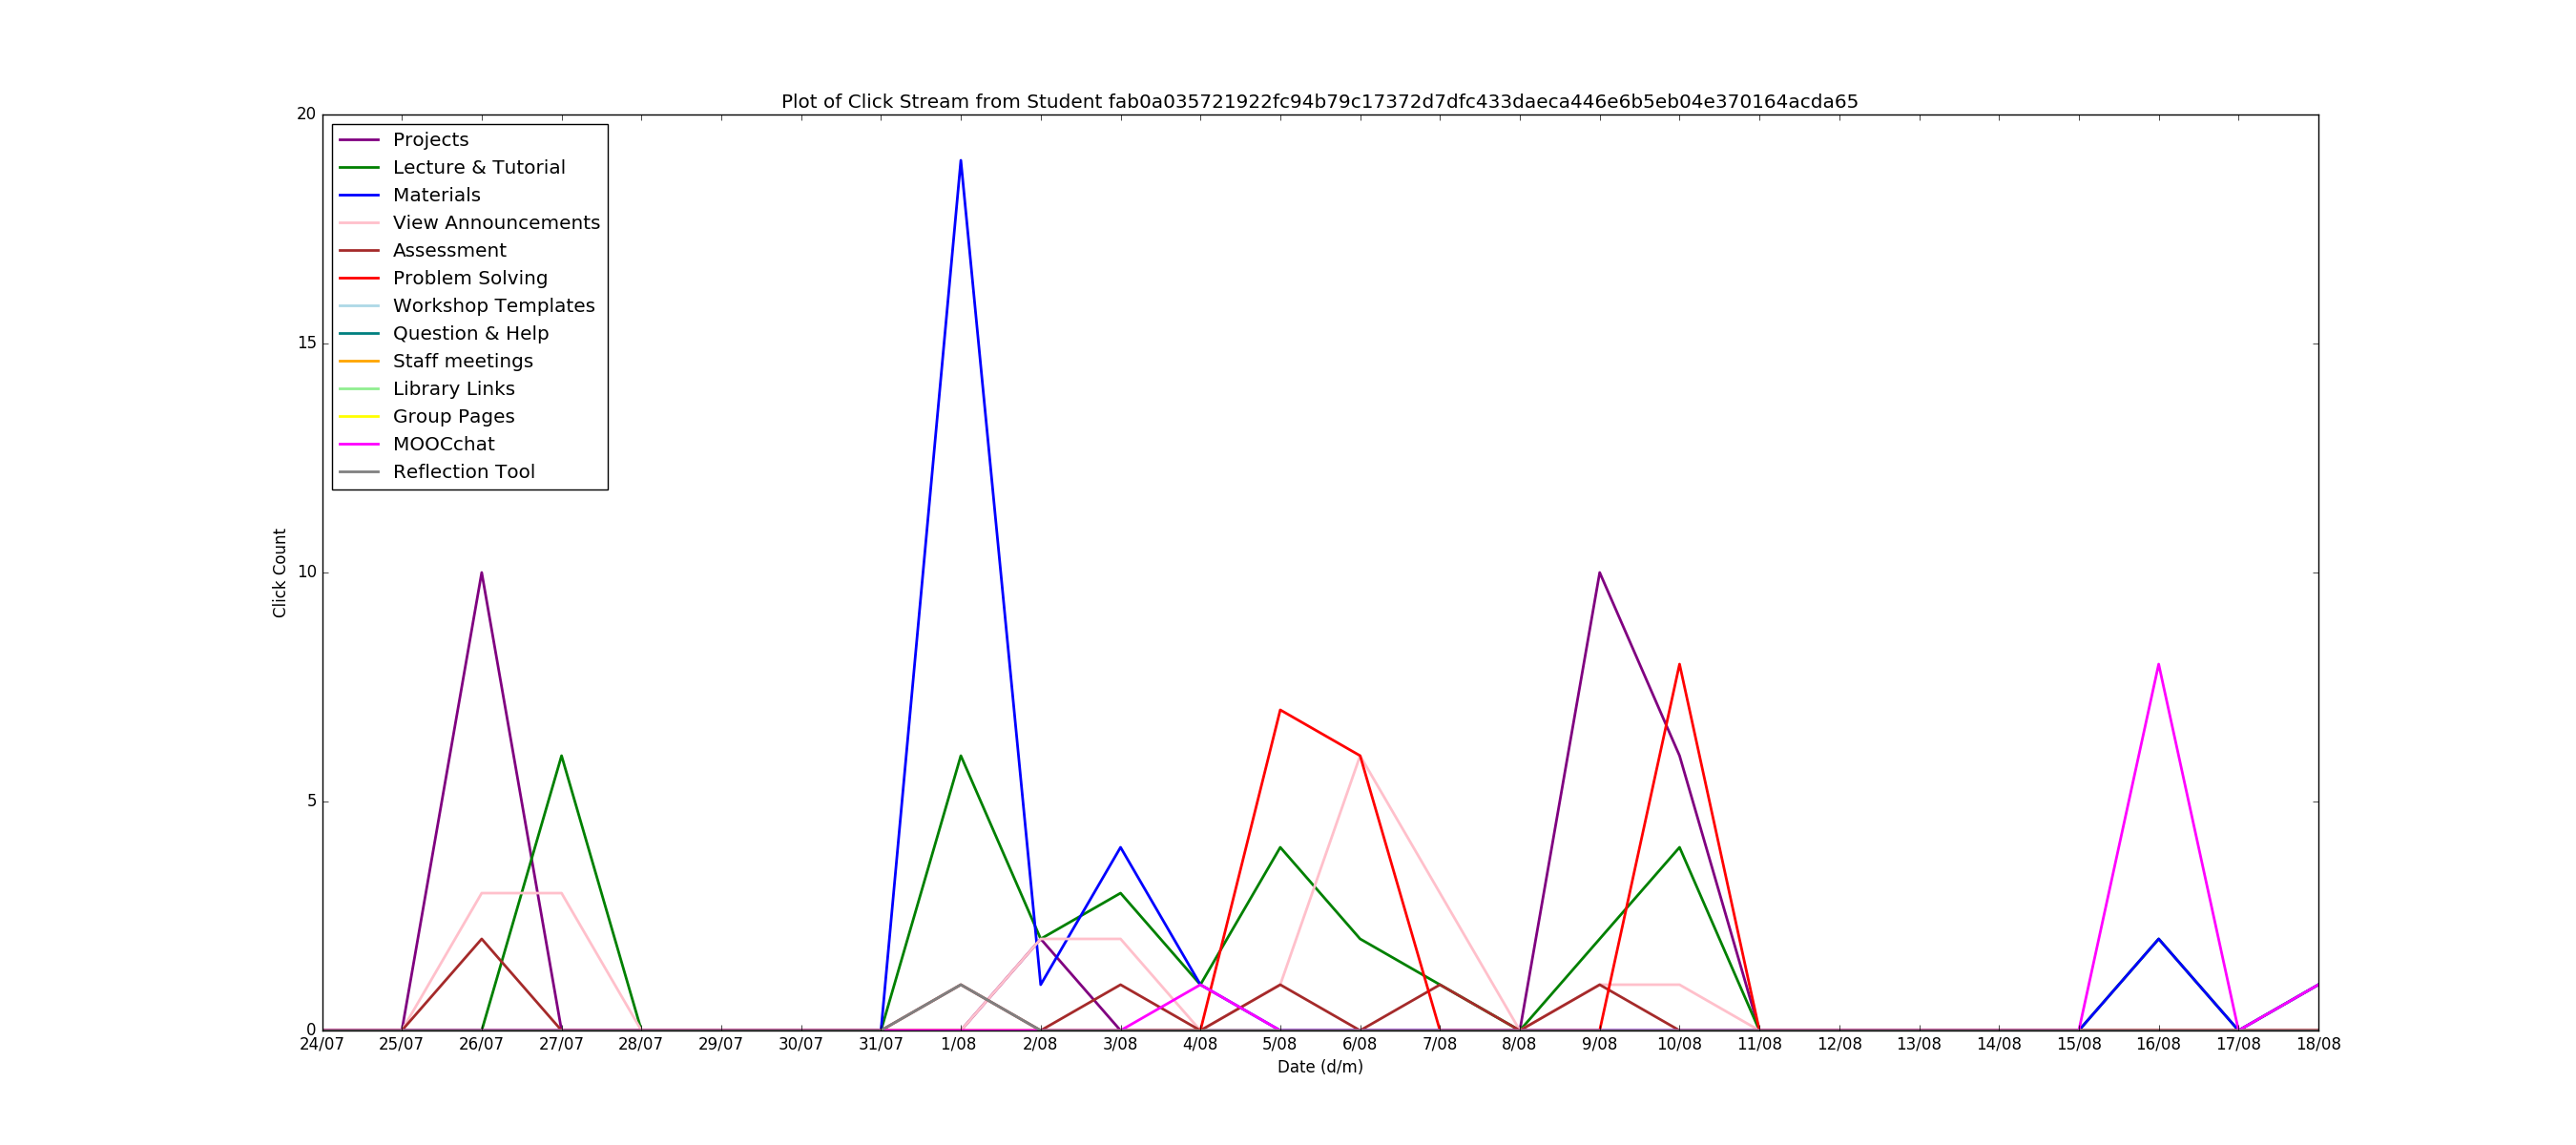 Plot of Click Stream from Student fab0a035721922fc94b79c17372d7dfc433daeca446e6b5eb04e370164acda65
20
15
10
5
0
Click Count
Projects
Lecture & Tutorial
Materials
View Announcements
Assessment
Problem Solving
Workshop Templates
Question & Help
Staff meetings
Library Links
Group Pages
MOOCchat
Reflection Tool
24/07 25/07 26/07 27/07 28/07 29/07 30/07 31/07 1/08 2/08 3/08 4/08 5/08 6/08 7/08 8/08 9/08 10/08 11/08 12/08 13/08 14/08 15/08 16/08 17/08 18/08
Date (d/m)